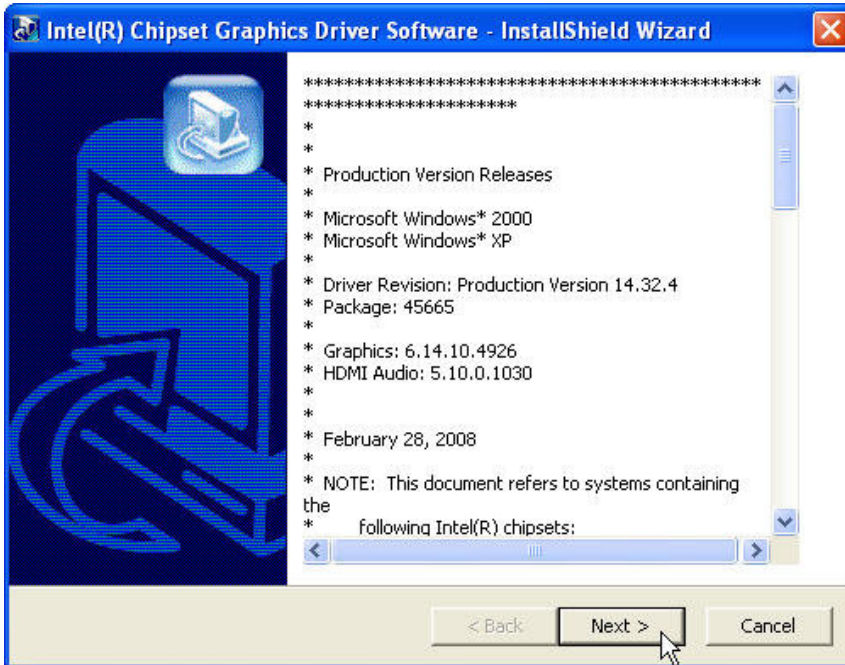 Intel(R) Chipset Graphics Driver Software - InstallShield Wizard
*********************************************
*********************
*
*
* Production Version Releases
*
* Microsoft Windows* 2000
* Microsoft Windows* XP
*
* Driver Revision: Production Version 14.32.4
* Package: 45665
*
* Graphics: 6.14.10.4926
* HDMI Audio: 5.10.0.1030
*
*
* February 28, 2008
*
* NOTE: This document refers to systems containing
the
* following Intel(R) chipsets:
< Back
Next >
Cancel